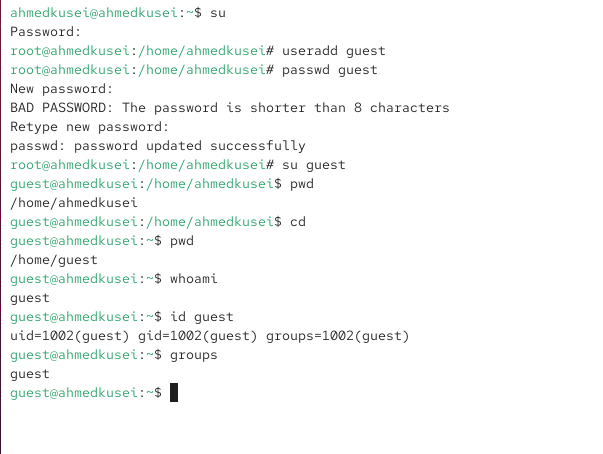 ahmedkusei@ahmedkusei:~$ su
Password:
root@ahmedkusei:/home/ahmedkusei# useradd guest
root@ahmedkusei:/home/ahmedkusei# passwd guest
New password:
BAD PASSWORD: The password is shorter than 8 characters
Retype new password:
passwd: password updated successfully
root@ahmedkusei:/home/ahmedkusei# su guest
guest@ahmedkusei:/home/ahmedkusei$ pwd
/home/ahmedkusei
guest@ahmedkusei:/home/ahmedkusei$ cd
guest@ahmedkusei:~$ pwd
/home/guest
guest@ahmedkusei:~$ whoami
guest
guest@ahmedkusei:~$ id guest
uid=1002(guest) gid=1002(guest) groups=1002(guest)
guest@ahmedkusei:~$ groups
guest
guest@ahmedkusei:~$